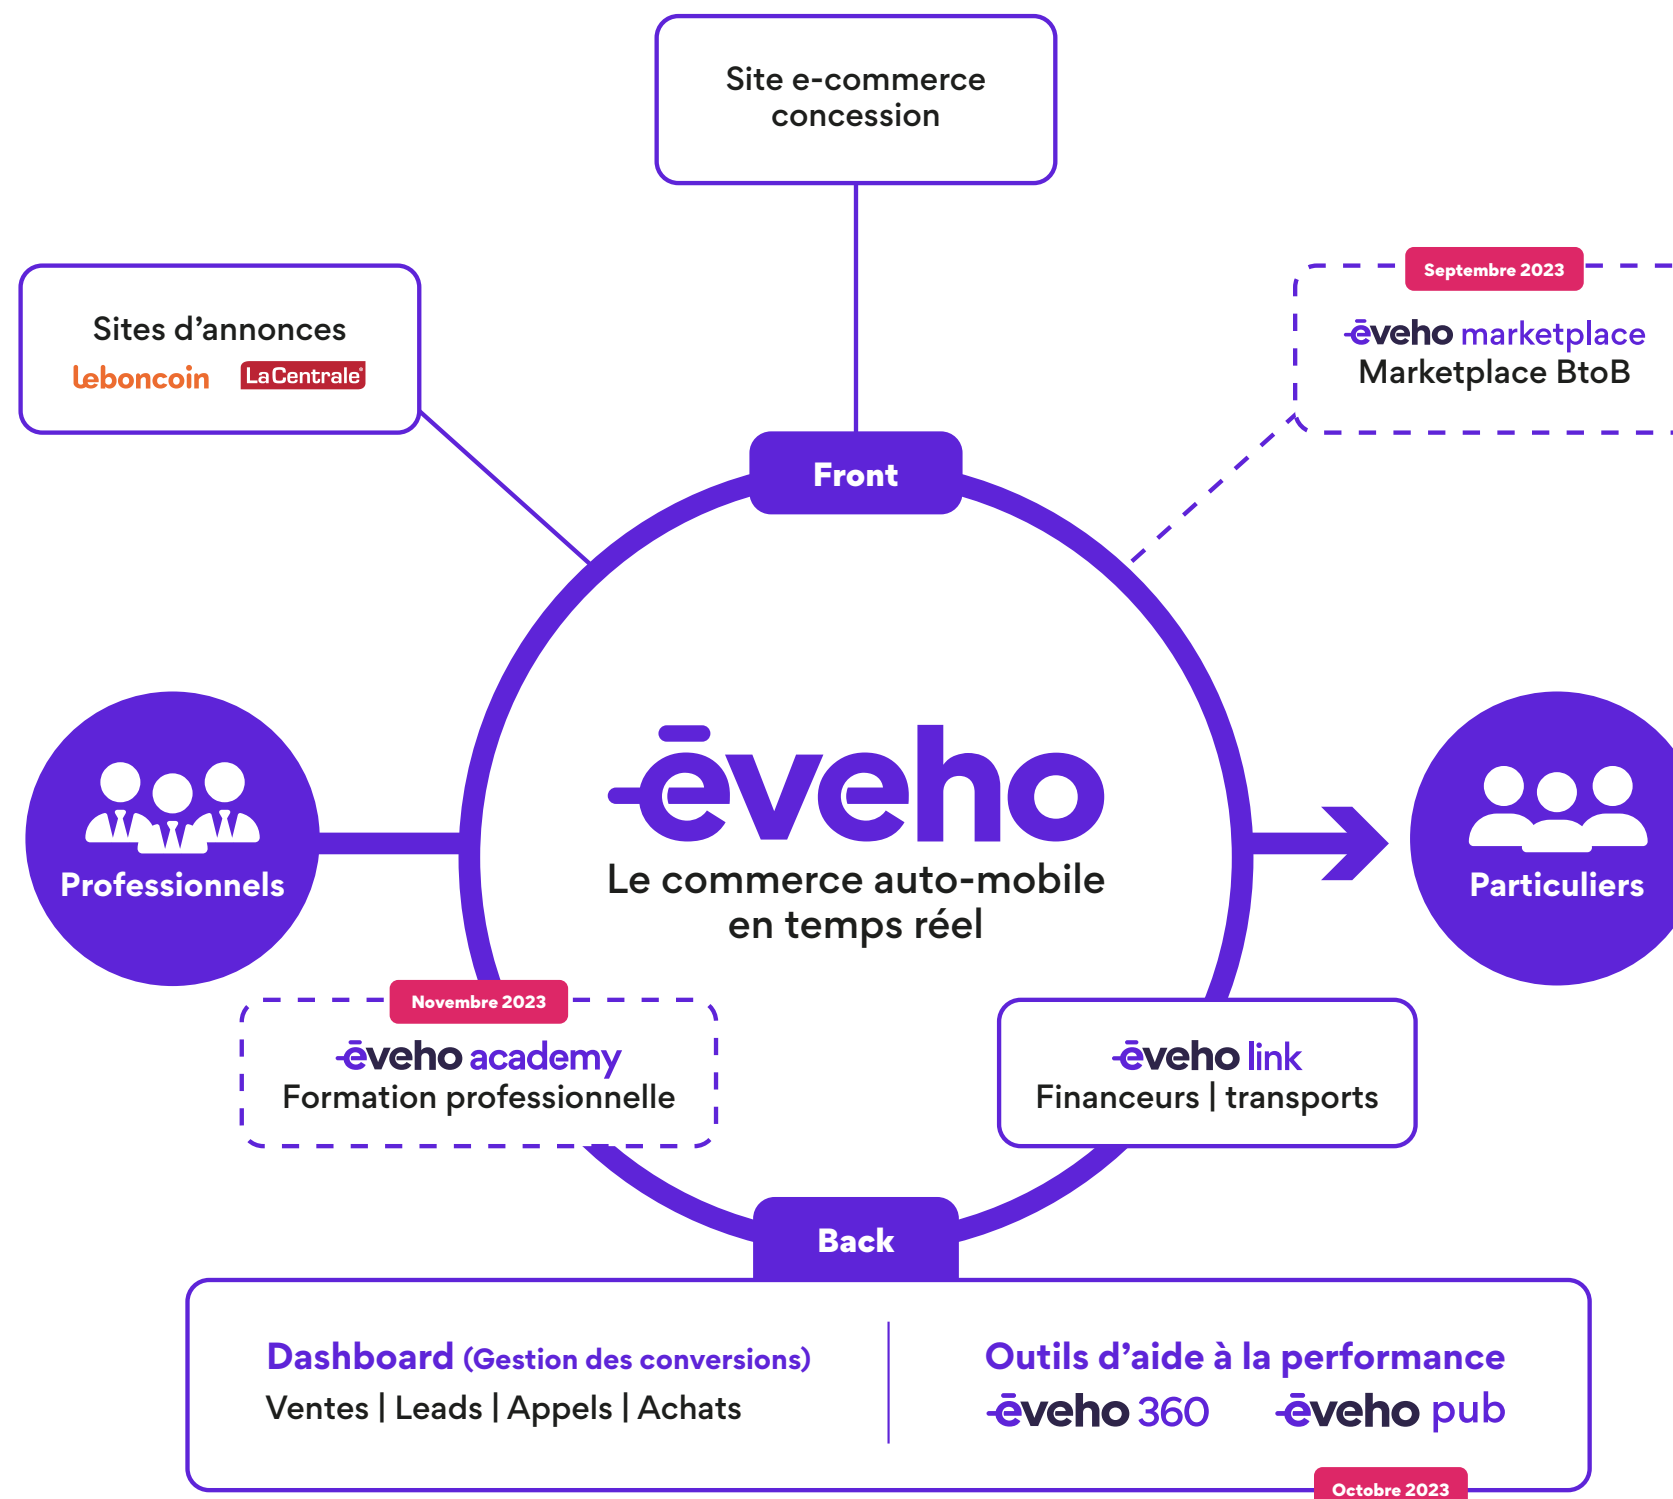 Site e-commerce
concession
Sites d’annonces
leboncoin LaCentrale
Septembre 2023
ēveho marketplace
Marketplace BtoB
Front
Professionnels
ēveho
Le commerce auto-mobile
en temps réel
Particuliers
Novembre 2023
ēveho academy
Formation professionnelle
ēveho link
Financeurs | transports
Back
Dashboard (Gestion des conversions)
Ventes | Leads | Appels | Achats
Outils d’aide à la performance
ēveho 360 ēveho pub
Octobre 2023